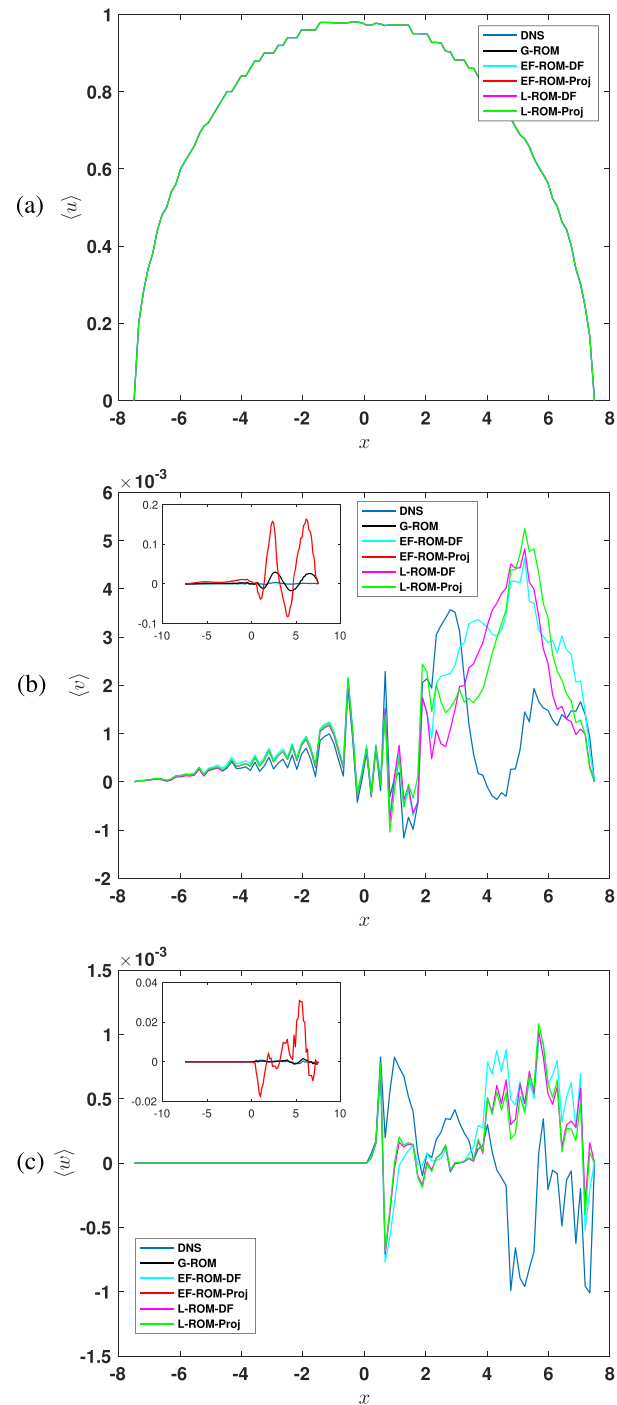 (a)
⟨u⟩
1
0.8
0.6
0.4
0.2
0
-8 -6 -4 -2 0 2 4 6 8
x
DNS
G-ROM
EF-ROM-DF
EF-ROM-Proj
L-ROM-DF
L-ROM-Proj
(b)
⟨v⟩
×10⁻³
6
5
4
3
2
1
0
-1
-2
-8 -6 -4 -2 0 2 4 6 8
x
0.2
0.1
0
-0.1
-10 -5 0 5 10
DNS
G-ROM
EF-ROM-DF
EF-ROM-Proj
L-ROM-DF
L-ROM-Proj
(c)
⟨w⟩
×10⁻³
1.5
1
0.5
0
-0.5
-1
-1.5
-8 -6 -4 -2 0 2 4 6 8
x
0.04
0.02
0
-0.02
-10 -5 0 5 10
DNS
G-ROM
EF-ROM-DF
EF-ROM-Proj
L-ROM-DF
L-ROM-Proj